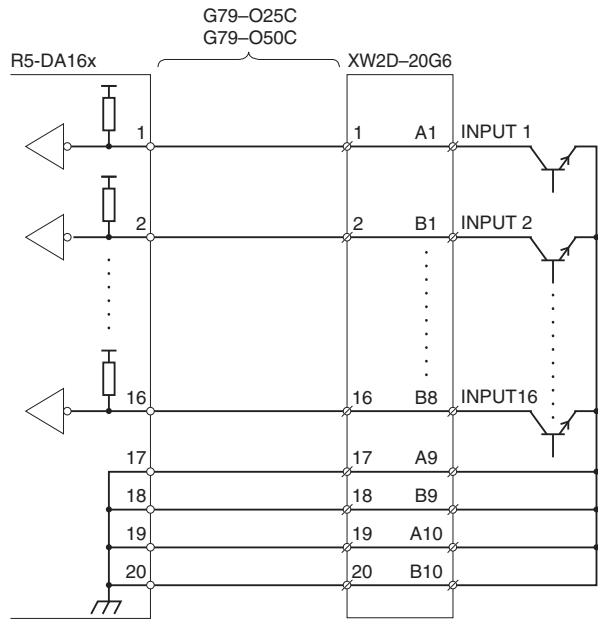 G79–O25C
G79–O50C
R5-DA16x XW2D–20G6
1 1 A1 INPUT 1
2 2 B1 INPUT 2
16 16 B8 INPUT16
17 17 A9
18 18 B9
19 19 A10
20 20 B10